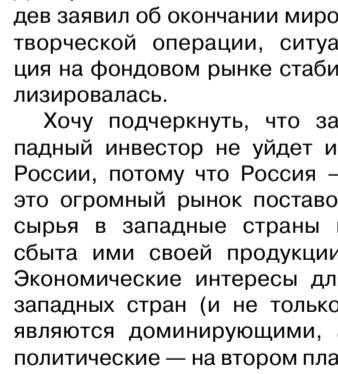 дев заявил об окончании миро
творческой операции, ситуа
ция на фондовом рынке стаби
лизировалась.
Хочу подчеркнуть, что за
падный инвестор не уйдет и
России, потому что Россия –
это огромный рынок поставо
сырья в западные страны
сбыта ими своей продукции
Экономические интересы дл
западных стран (и не только
являются доминирующими,
политические — на втором пла